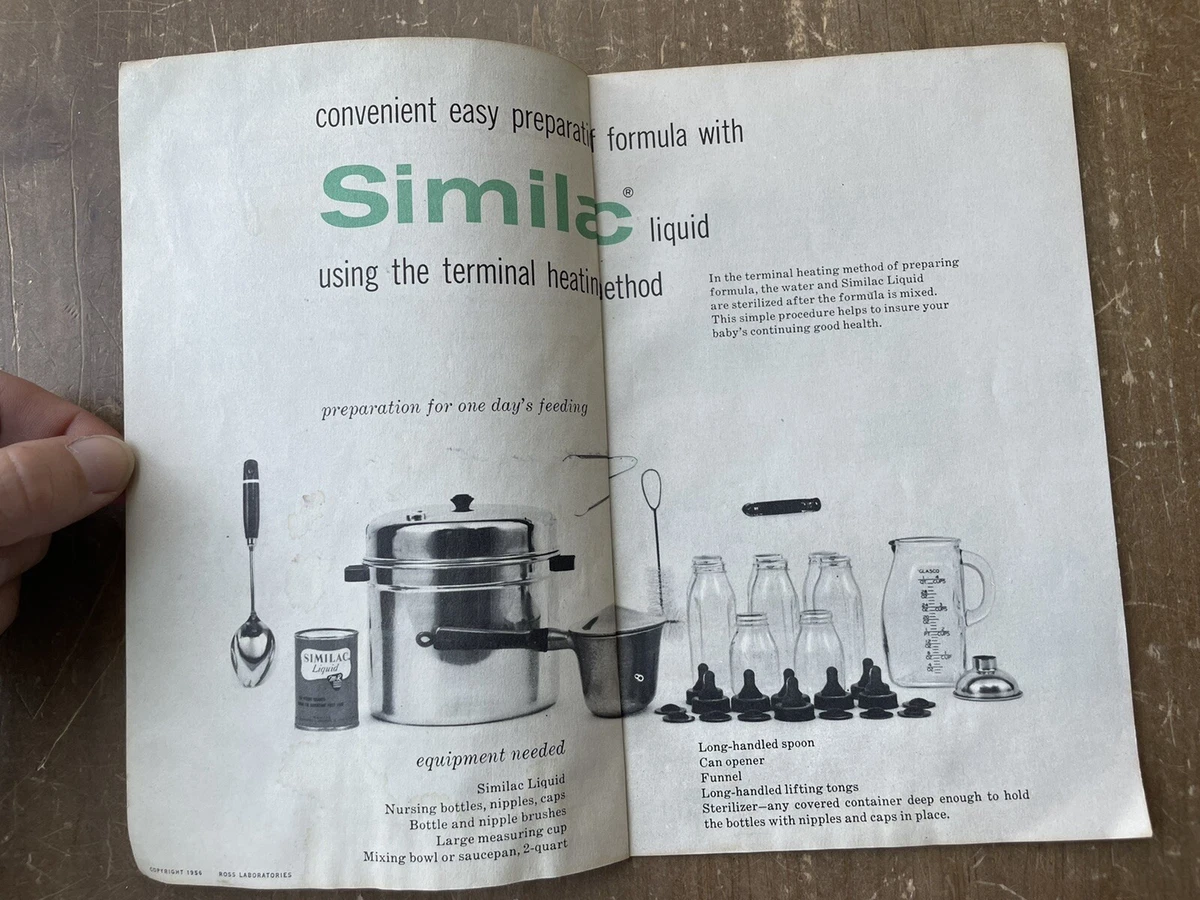 convenient easy preparati formula with
Similac®
liquid
using the terminal heatin ethod
In the terminal heating method of preparing
formula, the water and Similac Liquid
are sterilized after the formula is mixed.
This simple procedure helps to insure your
baby's continuing good health.
preparation for one day's feeding
SIMILAC
Liquid
M&R
8
GLASCO
equipment needed
Similac Liquid
Nursing bottles, nipples, caps
Bottle and nipple brushes
Large measuring cup
Mixing bowl or saucepan, 2-quart
Long-handled spoon
Can opener
Funnel
Long-handled lifting tongs
Sterilizer—any covered container deep enough to hold
the bottles with nipples and caps in place.
COPYRIGHT 1956 ROSS LABORATORIES